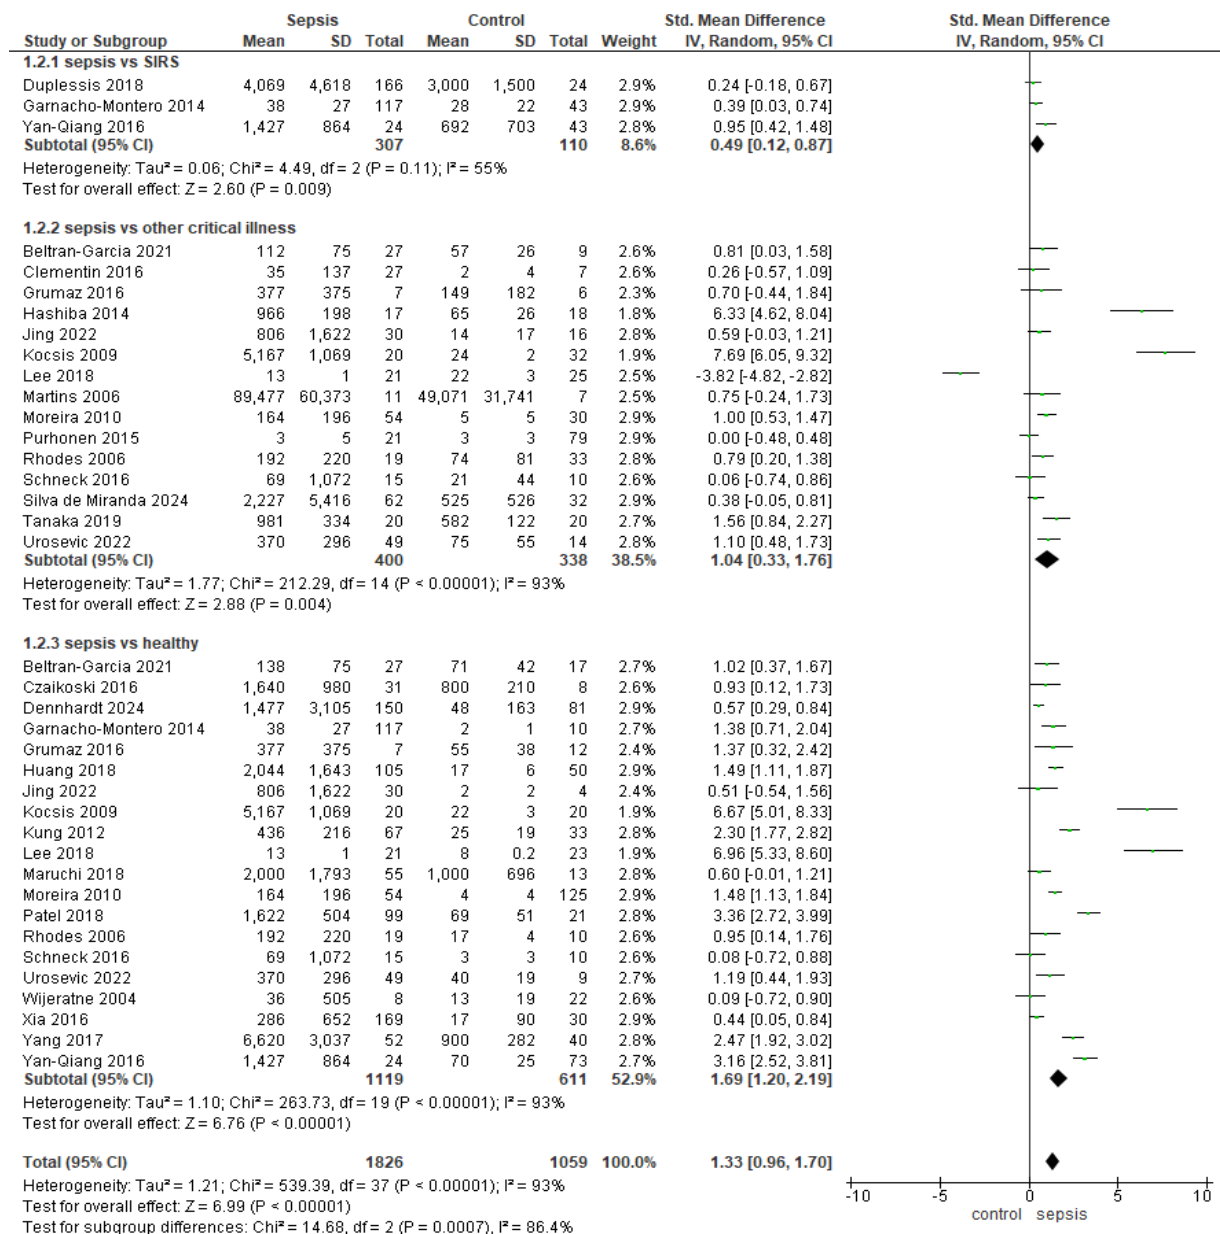 Sepsis Control Std. Mean Difference Std. Mean Difference
Study or Subgroup Mean SD Total Mean SD Total Weight IV, Random, 95% CI IV, Random, 95% CI
1.2.1 sepsis vs SIRS
Duplessis 2018 4,069 4,618 166 3,000 1,500 24 2.9% 0.24 [-0.18, 0.67]
Garnacho-Montero 2014 38 27 117 28 22 43 2.9% 0.39 [0.03, 0.74]
Yan-Qiang 2016 1,427 864 24 692 703 43 2.8% 0.95 [0.42, 1.48]
Subtotal (95% CI) 307 110 8.6% 0.49 [0.12, 0.87]
Heterogeneity: Tau² = 0.06; Chi² = 4.49, df = 2 (P = 0.11); I² = 55%
Test for overall effect: Z = 2.60 (P = 0.009)
1.2.2 sepsis vs other critical illness
Beltran-Garcia 2021 112 75 27 57 26 9 2.6% 0.81 [0.03, 1.58]
Clementin 2016 35 137 27 2 4 7 2.6% 0.26 [-0.57, 1.09]
Grumaz 2016 377 375 7 149 182 6 2.3% 0.70 [-0.44, 1.84]
Hashiba 2014 966 198 17 65 26 18 1.8% 6.33 [4.62, 8.04]
Jing 2022 806 1,622 30 14 17 16 2.8% 0.59 [-0.03, 1.21]
Kocsis 2009 5,167 1,069 20 24 2 32 1.9% 7.69 [6.05, 9.32]
Lee 2018 13 1 21 22 3 25 2.5% -3.82 [-4.82, -2.82]
Martins 2006 89,477 60,373 11 49,071 31,741 7 2.5% 0.75 [-0.24, 1.73]
Moreira 2010 164 196 54 5 5 30 2.9% 1.00 [0.53, 1.47]
Purhonen 2015 3 5 21 3 3 79 2.9% 0.00 [-0.48, 0.48]
Rhodes 2006 192 220 19 74 81 33 2.8% 0.79 [0.20, 1.38]
Schneck 2016 69 1,072 15 21 44 10 2.6% 0.06 [-0.74, 0.86]
Silva de Miranda 2024 2,227 5,416 62 525 526 32 2.9% 0.38 [-0.05, 0.81]
Tanaka 2019 981 334 20 582 122 20 2.7% 1.56 [0.84, 2.27]
Urosevic 2022 370 296 49 75 55 14 2.8% 1.10 [0.48, 1.73]
Subtotal (95% CI) 400 338 38.5% 1.04 [0.33, 1.76]
Heterogeneity: Tau² = 1.77; Chi² = 212.29, df = 14 (P < 0.00001); I² = 93%
Test for overall effect: Z = 2.88 (P = 0.004)
1.2.3 sepsis vs healthy
Beltran-Garcia 2021 138 75 27 71 42 17 2.7% 1.02 [0.37, 1.67]
Czaikoski 2016 1,640 980 31 800 210 8 2.6% 0.93 [0.12, 1.73]
Dennhardt 2024 1,477 3,105 150 48 163 81 2.9% 0.57 [0.29, 0.84]
Garnacho-Montero 2014 38 27 117 2 1 10 2.7% 1.38 [0.71, 2.04]
Grumaz 2016 377 375 7 55 38 12 2.4% 1.37 [0.32, 2.42]
Huang 2018 2,044 1,643 105 17 6 50 2.9% 1.49 [1.11, 1.87]
Jing 2022 806 1,622 30 2 2 4 2.4% 0.51 [-0.54, 1.56]
Kocsis 2009 5,167 1,069 20 22 3 20 1.9% 6.67 [5.01, 8.33]
Kung 2012 436 216 67 25 19 33 2.8% 2.30 [1.77, 2.82]
Lee 2018 13 1 21 8 0.2 23 1.9% 6.96 [5.33, 8.60]
Maruchi 2018 2,000 1,793 55 1,000 696 13 2.8% 0.60 [-0.01, 1.21]
Moreira 2010 164 196 54 4 4 125 2.9% 1.48 [1.13, 1.84]
Patel 2018 1,622 504 99 69 51 21 2.8% 3.36 [2.72, 3.99]
Rhodes 2006 192 220 19 17 4 10 2.6% 0.95 [0.14, 1.76]
Schneck 2016 69 1,072 15 3 3 10 2.6% 0.08 [-0.72, 0.88]
Urosevic 2022 370 296 49 40 19 9 2.7% 1.19 [0.44, 1.93]
Wijeratne 2004 36 505 8 13 19 22 2.6% 0.09 [-0.72, 0.90]
Xia 2016 286 652 169 17 90 30 2.9% 0.44 [0.05, 0.84]
Yang 2017 6,620 3,037 52 900 282 40 2.8% 2.47 [1.92, 3.02]
Yan-Qiang 2016 1,427 864 24 70 25 73 2.7% 3.16 [2.52, 3.81]
Subtotal (95% CI) 1119 611 52.9% 1.69 [1.20, 2.19]
Heterogeneity: Tau² = 1.10; Chi² = 263.73, df = 19 (P < 0.00001); I² = 93%
Test for overall effect: Z = 6.76 (P < 0.00001)
Total (95% CI) 1826 1059 100.0% 1.33 [0.96, 1.70]
Heterogeneity: Tau² = 1.21; Chi² = 539.39, df = 37 (P < 0.00001); I² = 93%
Test for overall effect: Z = 6.99 (P < 0.00001)
Test for subgroup differences: Chi² = 14.68, df = 2 (P = 0.0007), I² = 86.4%
-10 -5 0 5 10
control sepsis